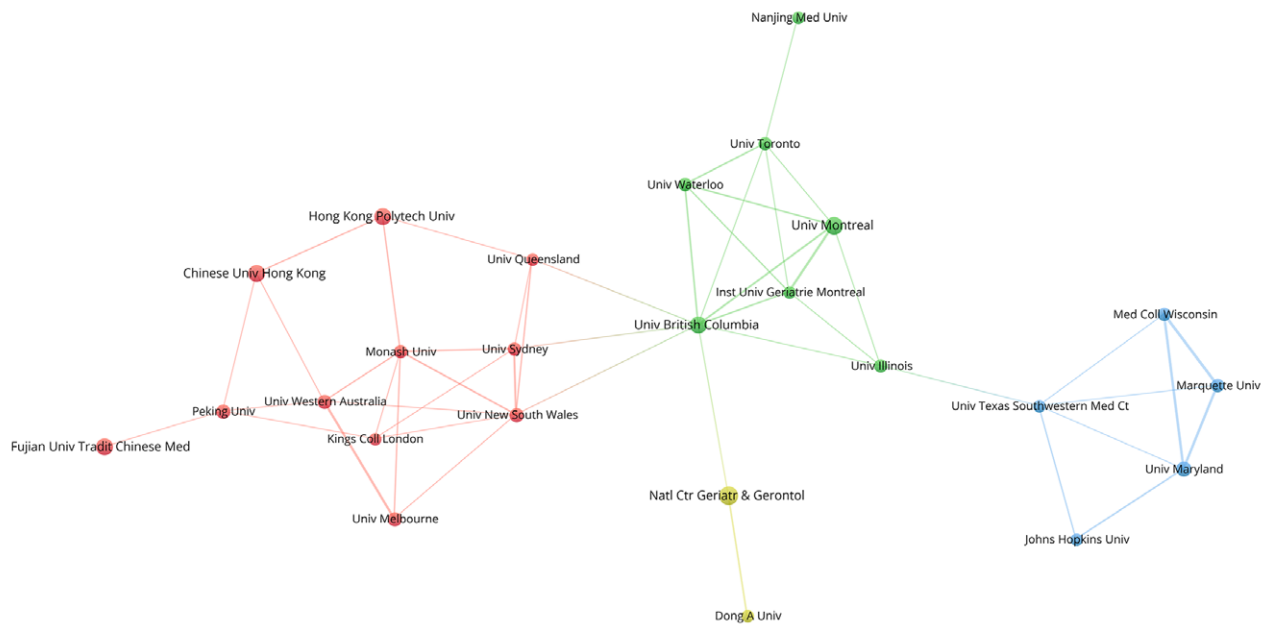 Nanjing Med Univ
Univ Toronto
Univ Waterloo
Hong Kong Polytech Univ
Univ Montreal
Univ Queensland
Chinese Univ Hong Kong
Inst Univ Geriatrie Montreal
Med Coll Wisconsin
Univ British Columbia
Univ Sydney
Monash Univ
Univ Illinois
Marquette Univ
Univ Western Australia
Univ Texas Southwestern Med Ct
Peking Univ
Univ New South Wales
Kings Coll London
Fujian Univ Tradit Chinese Med
Univ Maryland
Natl Ctr Geriatr & Gerontol
Univ Melbourne
Johns Hopkins Univ
Dong A Univ